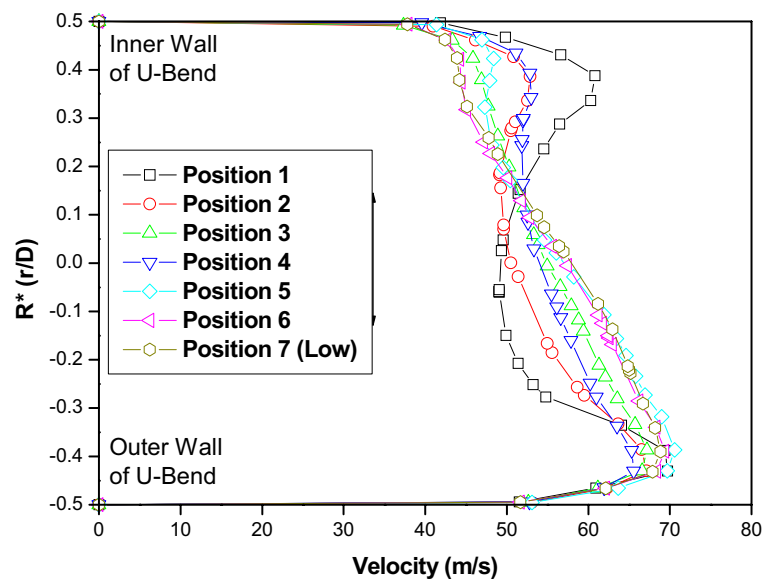 0.5
0.4
0.3
0.2
0.1
0.0
-0.1
-0.2
-0.3
-0.4
-0.5
R* (r/D)
Inner Wall
of U-Bend
Position 1
Position 2
Position 3
Position 4
Position 5
Position 6
Position 7 (Low)
Outer Wall
of U-Bend
0 10 20 30 40 50 60 70 80
Velocity (m/s)